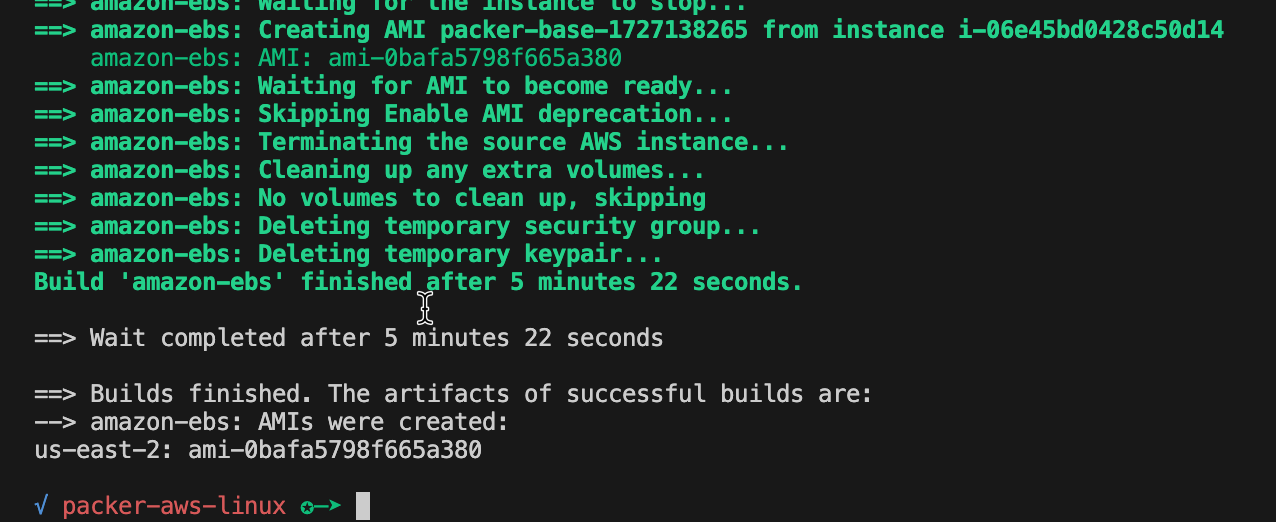 ==> amazon-ebs: Waiting for the instance to stop...
==> amazon-ebs: Creating AMI packer-base-1727138265 from instance i-06e45bd0428c50d14
    amazon-ebs: AMI: ami-0bafa5798f665a380
==> amazon-ebs: Waiting for AMI to become ready...
==> amazon-ebs: Skipping Enable AMI deprecation...
==> amazon-ebs: Terminating the source AWS instance...
==> amazon-ebs: Cleaning up any extra volumes...
==> amazon-ebs: No volumes to clean up, skipping
==> amazon-ebs: Deleting temporary security group...
==> amazon-ebs: Deleting temporary keypair...
Build 'amazon-ebs' finished after 5 minutes 22 seconds.
==> Wait completed after 5 minutes 22 seconds
==> Builds finished. The artifacts of successful builds are:
--> amazon-ebs: AMIs were created:
us-east-2: ami-0bafa5798f665a380
√ packer-aws-linux ✪─➤